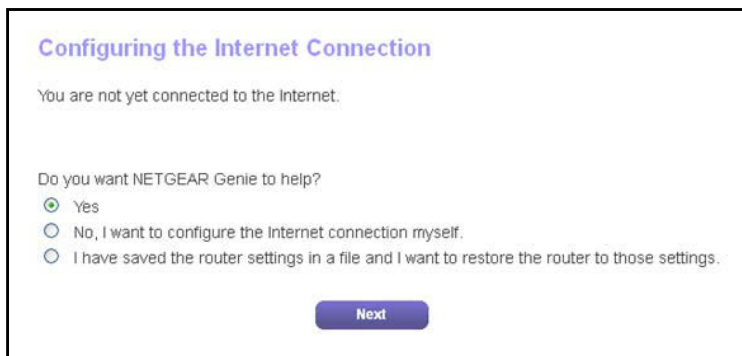 Configuring the Internet Connection
You are not yet connected to the Internet.
Do you want NETGEAR Genie to help?
Yes
No, I want to configure the Internet connection myself.
I have saved the router settings in a file and I want to restore the router to those settings.
Next